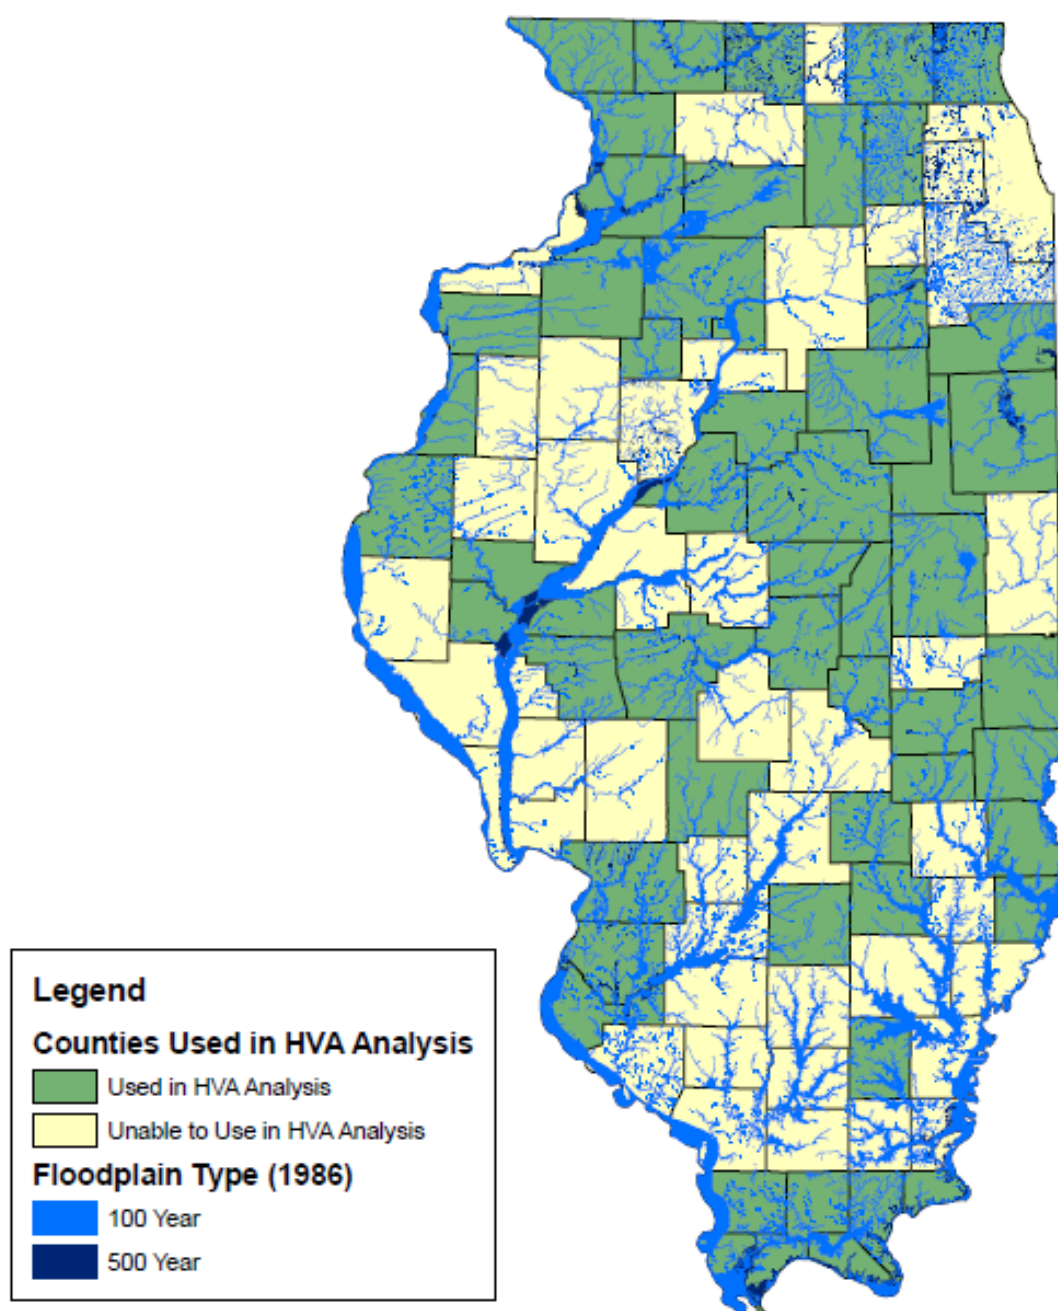 Legend
Counties Used in HVA Analysis
Used in HVA Analysis
Unable to Use in HVA Analysis
Floodplain Type (1986)
100 Year
500 Year